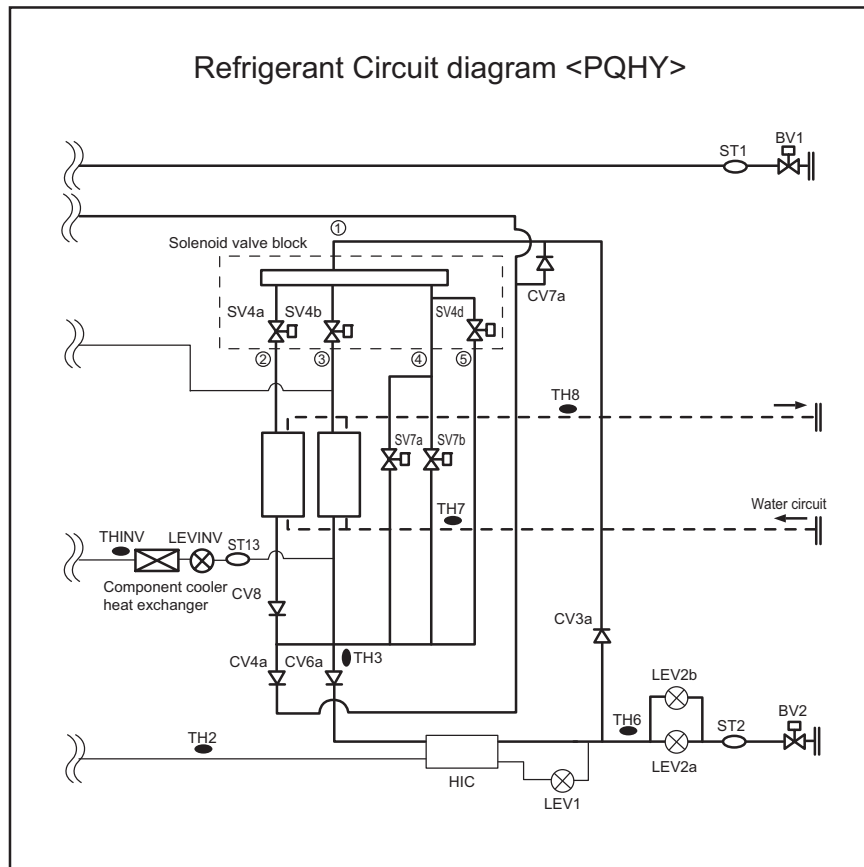 Refrigerant Circuit diagram <PQHY>
BV1
ST1
①
Solenoid valve block
CV7a
SV4a
SV4b
SV4d
②
③
④
⑤
TH8
SV7a
SV7b
TH7
Water circuit
THINV
LEVINV
ST13
Component cooler
heat exchanger
CV8
CV3a
CV4a
CV6a
TH3
LEV2b
TH6
ST2
BV2
TH2
LEV2a
HIC
LEV1